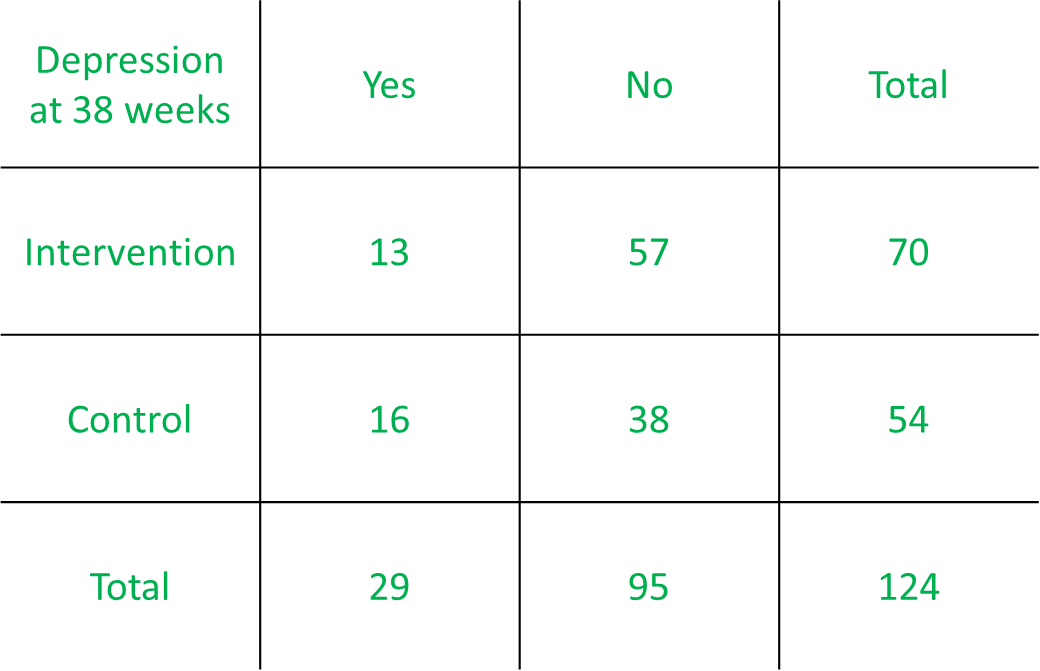 Depression
at 38 weeks
Yes
No
Total
Intervention
13
57
70
Control
16
38
54
Total
29
95
124